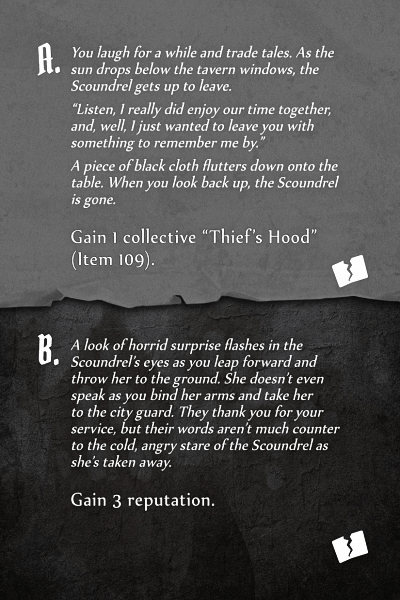 A. You laugh for a while and trade tales. As the
sun drops below the tavern windows, the
Scoundrel gets up to leave.
“Listen, I really did enjoy our time together,
and, well, I just wanted to leave you with
something to remember me by.”
A piece of black cloth flutters down onto the
table. When you look back up, the Scoundrel
is gone.
Gain 1 collective “Thief’s Hood”
(Item 109).
B. A look of horrid surprise flashes in the
Scoundrel’s eyes as you leap forward and
throw her to the ground. She doesn’t even
speak as you bind her arms and take her
to the city guard. They thank you for your
service, but their words aren’t much counter
to the cold, angry stare of the Scoundrel as
she’s taken away.
Gain 3 reputation.